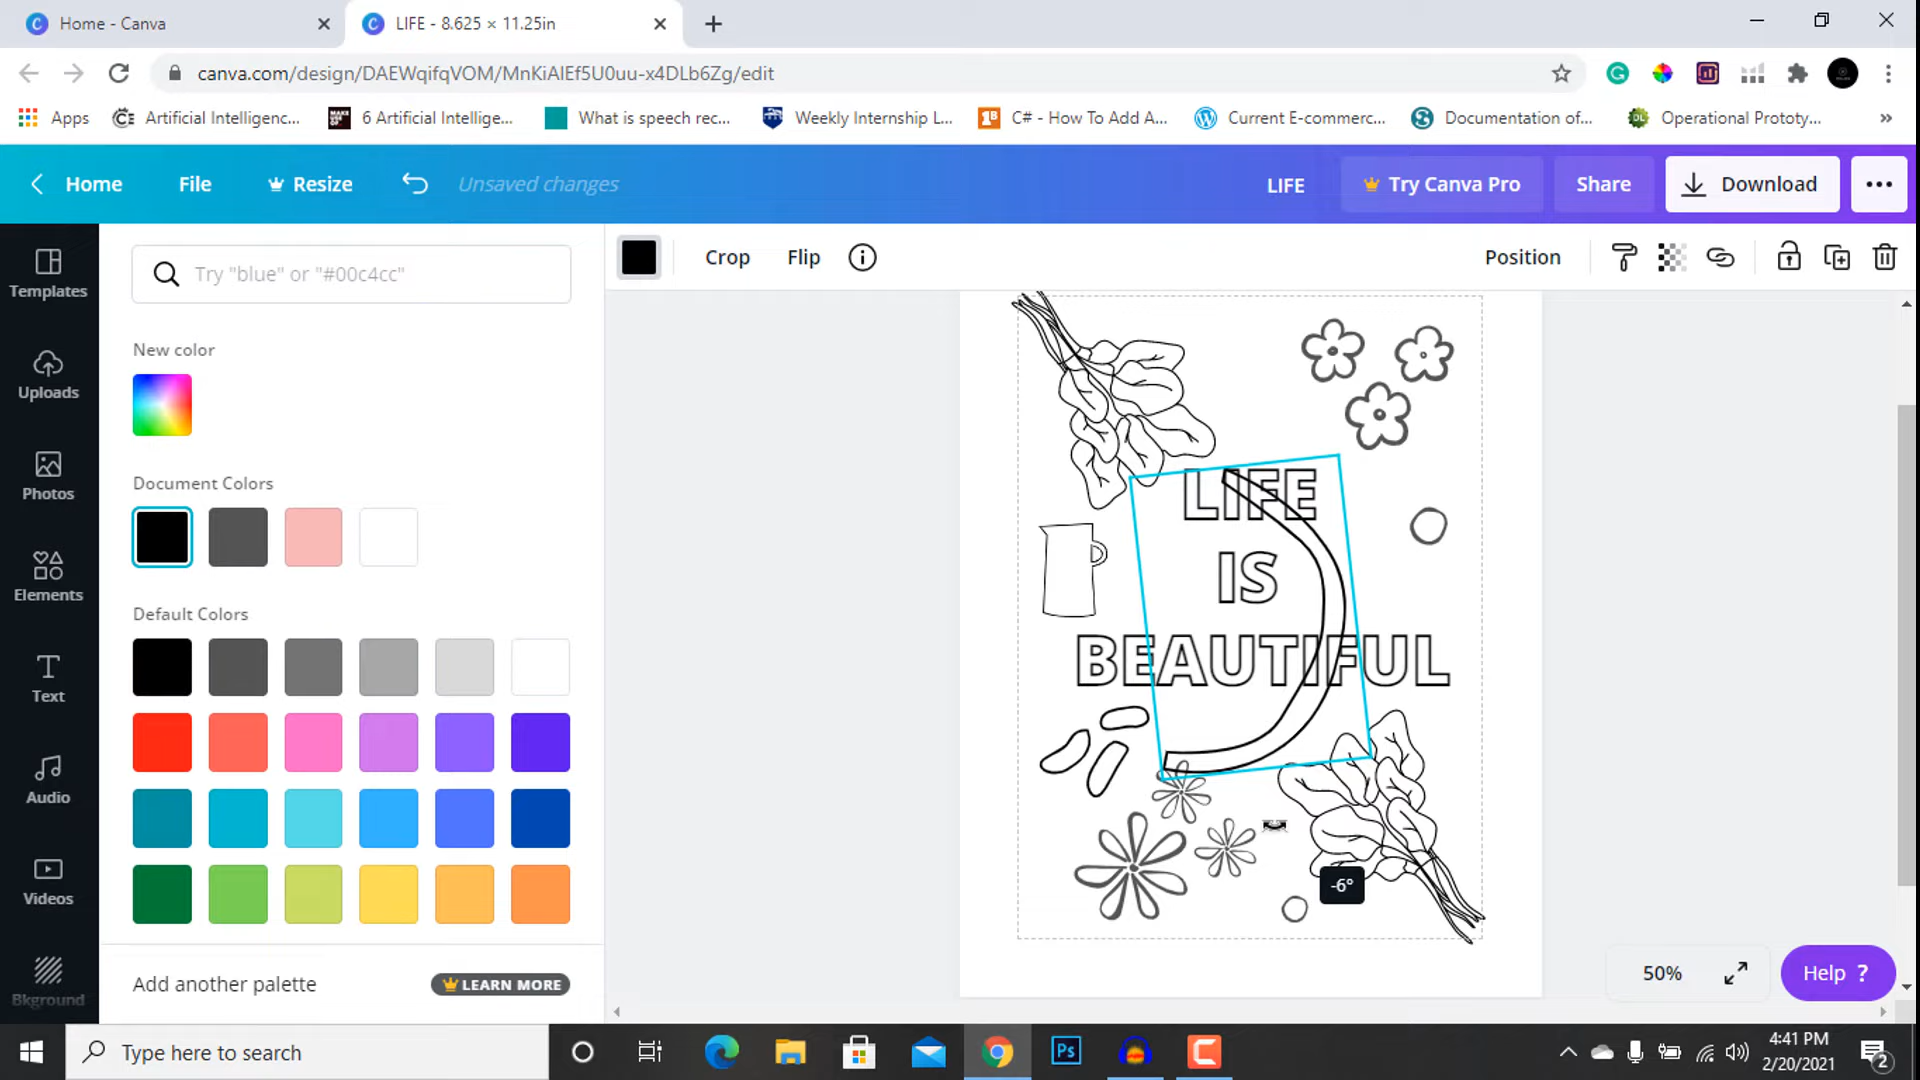 Home - Canva
LIFE - 8.625 × 11.25in
canva.com/design/DAEWqifqVOM/MnKiAlEf5U0uu-x4DLb6Zg/edit
Apps
Artificial Intelligenc...
6 Artificial Intellige...
What is speech rec...
Weekly Internship L...
C# - How To Add A...
Current E-commerc...
Documentation of...
Operational Prototy...
Home
File
Resize
Unsaved changes
LIFE
Try Canva Pro
Share
Download
Templates
Uploads
Photos
Elements
Text
Audio
Videos
Bkground
Try "blue" or "#00c4cc"
New color
Document Colors
Default Colors
Add another palette
LEARN MORE
Crop
Flip
Position
LIFE
IS
BEAUTIFUL
-6°
50%
Help ?
Type here to search
Ps
4:41 PM
2/20/2021
2